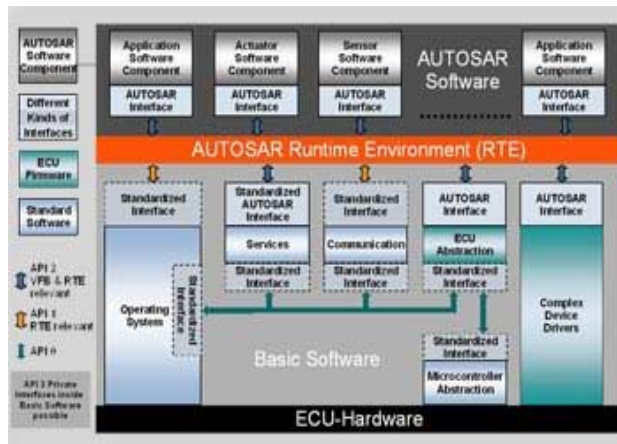 AUTOSAR
Software
Component
Different
Kinds of
Interfaces
ECU
Firmware
Standard
Software
API 2
VFB & RTE
relevant
API 1
RTE relevant
API 0
API 3 Private
Interfaces inside
Basic Software
possible
Application
Software
Component
AUTOSAR
Interface
Actuator
Software
Component
AUTOSAR
Interface
Sensor
Software
Component
AUTOSAR
Interface
AUTOSAR
Software
Application
Software
Component
AUTOSAR
Interface
AUTOSAR Runtime Environment (RTE)
Standardized
Interface
Operating
System
Standardized
Interface
Standardized
AUTOSAR
Interface
Services
Standardized
Interface
Standardized
Interface
Communication
Standardized
Interface
AUTOSAR
Interface
ECU
Abstraction
Standardized
Interface
AUTOSAR
Interface
Complex
Device
Drivers
Basic Software
Standardized
Interface
Microcontroller
Abstraction
ECU-Hardware